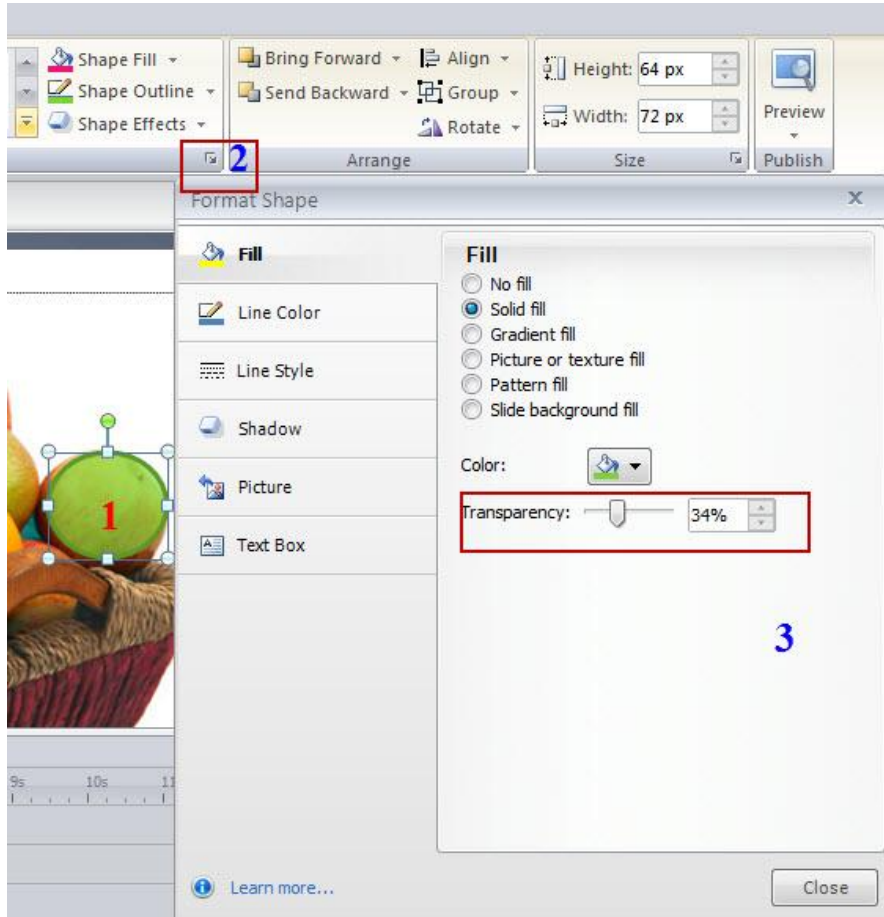 Shape Fill
Bring Forward
Align
Height: 64 px
Shape Outline
Send Backward
Group
Width: 72 px
Preview
Shape Effects
Rotate
2
Arrange
Size
Publish
Format Shape
x
Fill
Line Color
Line Style
Shadow
Picture
Text Box
Fill
No fill
Solid fill
Gradient fill
Picture or texture fill
Pattern fill
Slide background fill
Color:
Transparency: 34%
3
1
9s 10s 11
Learn more...
Close